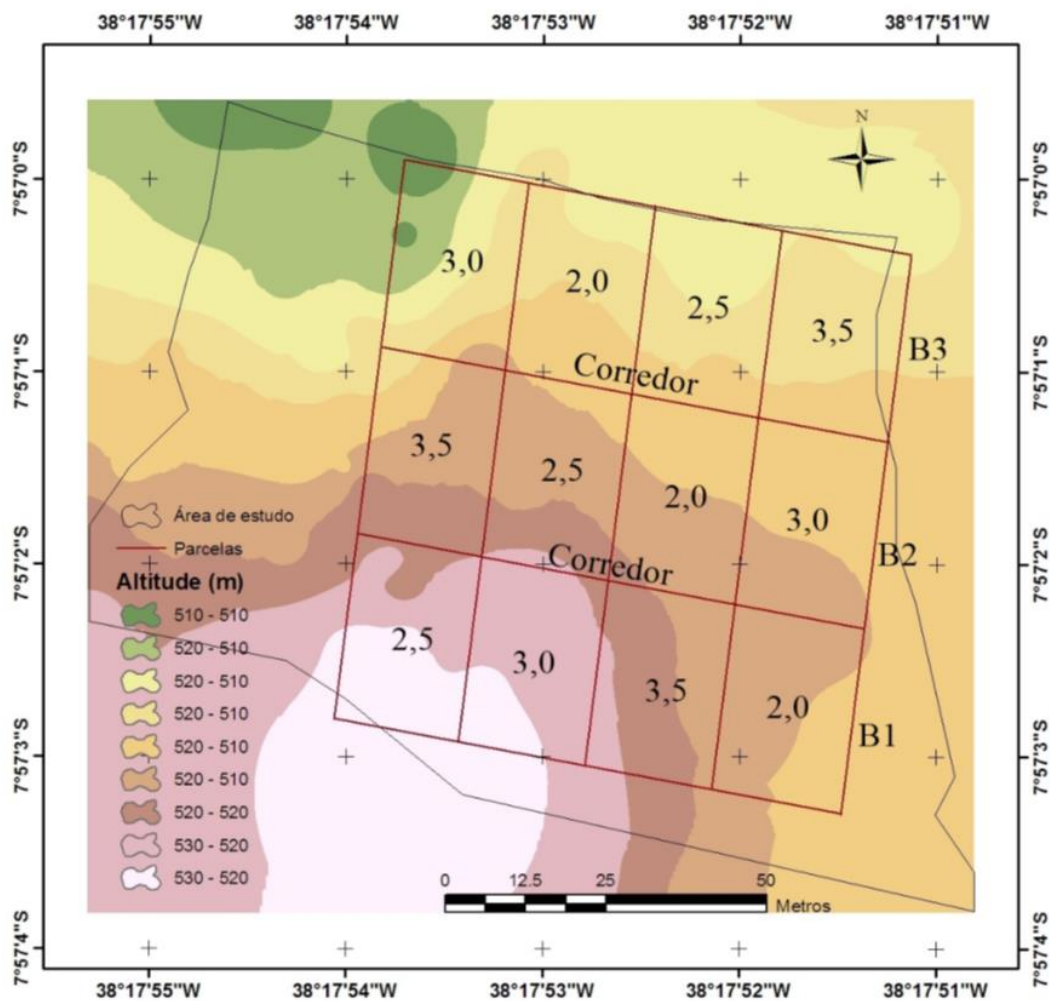 38°17'55"W 38°17'54"W 38°17'53"W 38°17'52"W 38°17'51"W
N
7°57'0"S 7°57'0"S
3,0 2,0 2,5 3,5
B3
7°57'1"S 7°57'1"S
Corredor
3,5 2,5 2,0 3,0
Área de estudo
Parcelas
B2
7°57'2"S 7°57'2"S
Corredor
Altitude (m)
510 - 510
520 - 510
520 - 510
520 - 510
520 - 510
520 - 510
520 - 520
530 - 520
530 - 520
2,5 3,0 3,5 2,0
B1
7°57'3"S 7°57'3"S
0 12.5 25 50
Metros
7°57'4"S 7°57'4"S
38°17'55"W 38°17'54"W 38°17'53"W 38°17'52"W 38°17'51"W